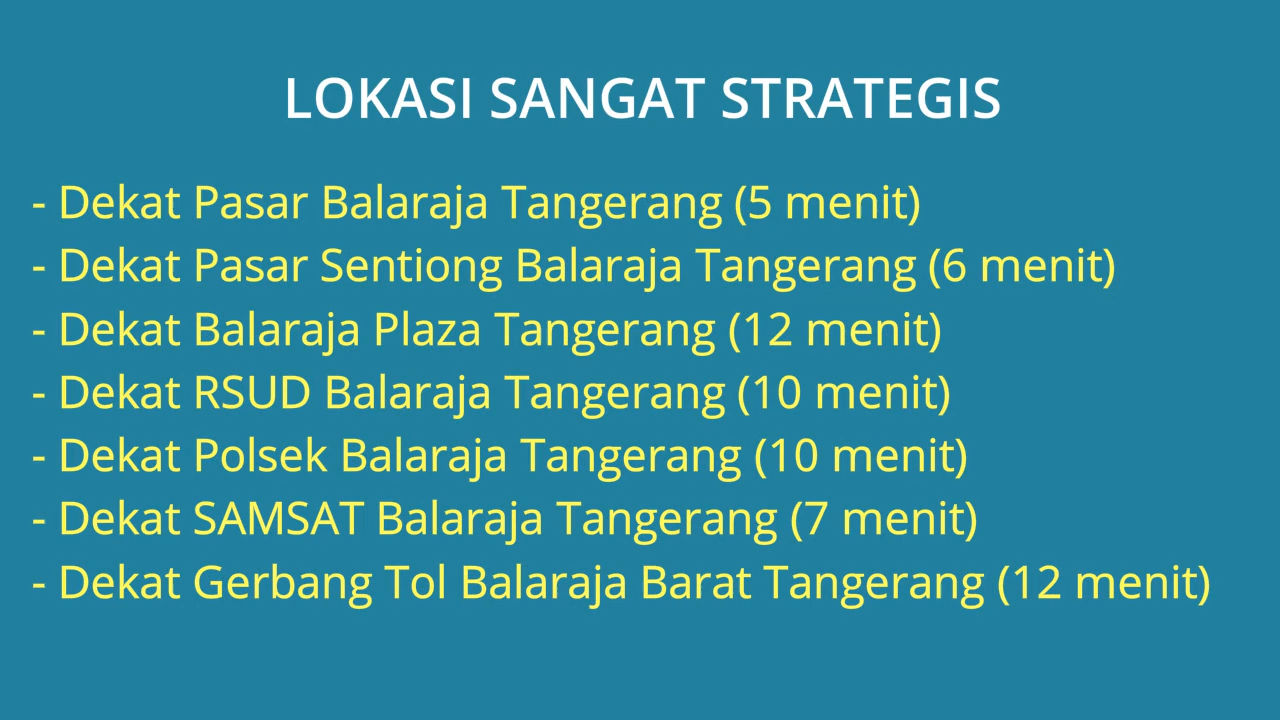 LOKASI SANGAT STRATEGIS
- Dekat Pasar Balaraja Tangerang (5 menit)
- Dekat Pasar Sentiong Balaraja Tangerang (6 menit)
- Dekat Balaraja Plaza Tangerang (12 menit)
- Dekat RSUD Balaraja Tangerang (10 menit)
- Dekat Polsek Balaraja Tangerang (10 menit)
- Dekat SAMSAT Balaraja Tangerang (7 menit)
- Dekat Gerbang Tol Balaraja Barat Tangerang (12 menit)